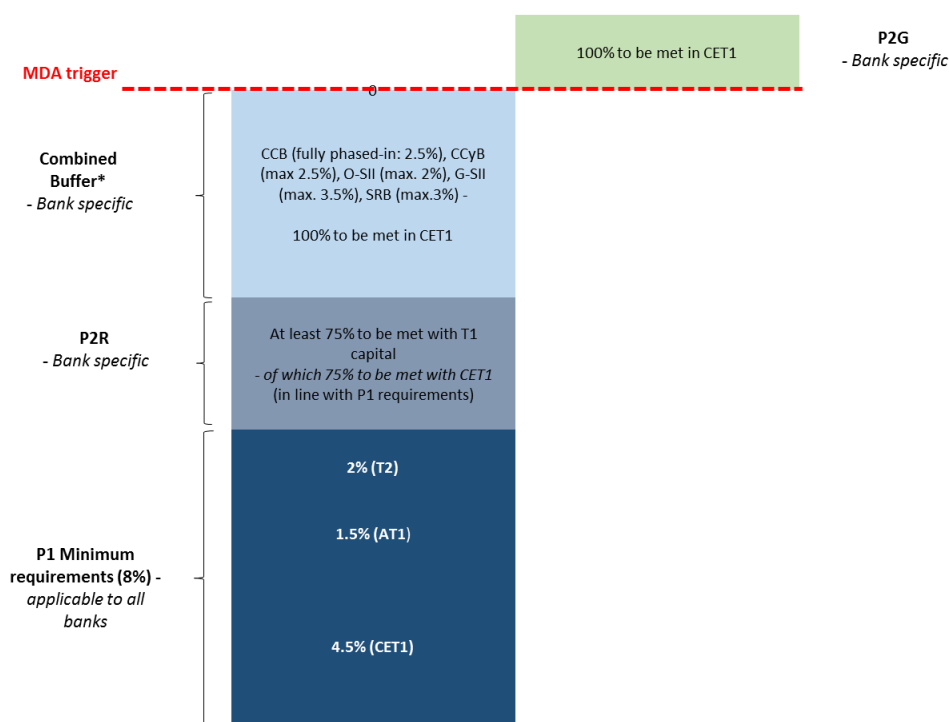 100% to be met in CET1
P2G
- Bank specific
MDA trigger
0
Combined
Buffer*
- Bank specific
CCB (fully phased-in: 2.5%), CCyB
(max 2.5%), O-SII (max. 2%), G-SII
(max. 3.5%), SRB (max.3%) -
100% to be met in CET1
P2R
- Bank specific
At least 75% to be met with T1
capital
- of which 75% to be met with CET1
(in line with P1 requirements)
2% (T2)
1.5% (AT1)
P1 Minimum
requirements (8%) -
applicable to all
banks
4.5% (CET1)